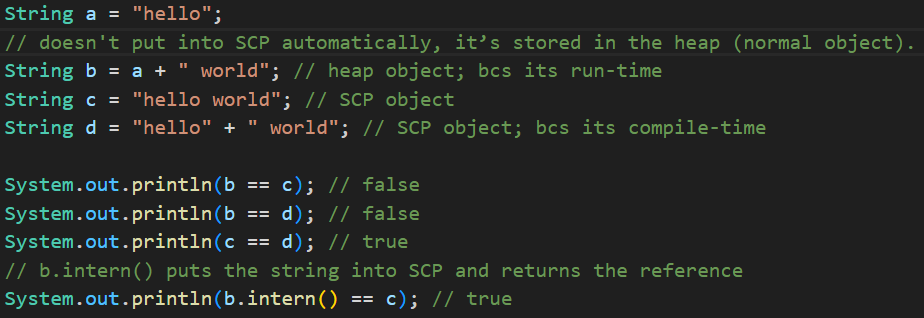 String a = "hello";
// doesn't put into SCP automatically, it’s stored in the heap (normal object).
String b = a + " world"; // heap object; bcs its run-time
String c = "hello world"; // SCP object
String d = "hello" + " world"; // SCP object; bcs its compile-time
System.out.println(b == c); // false
System.out.println(b == d); // false
System.out.println(c == d); // true
// b.intern() puts the string into SCP and returns the reference
System.out.println(b.intern() == c); // true